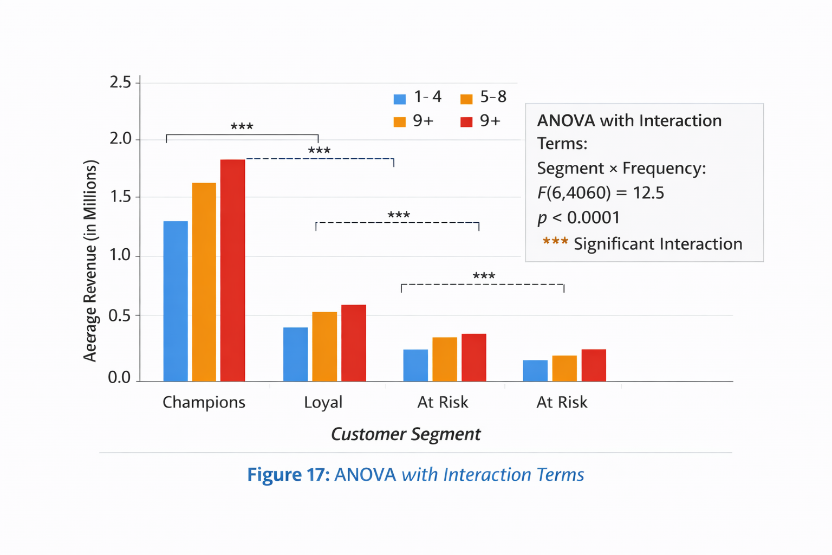 2.5
2.0
1.5
1.0
0.5
0.0
Aeerage Revenue (in Millions)
1-4 5-8
9+ 9+
***
***
***
***
ANOVA with Interaction
Terms:
Segment × Frequency:
F(6,4060) = 12.5
p < 0.0001
*** Significant Interaction
Champions Loyal At Risk At Risk
Customer Segment
Figure 17: ANOVA with Interaction Terms